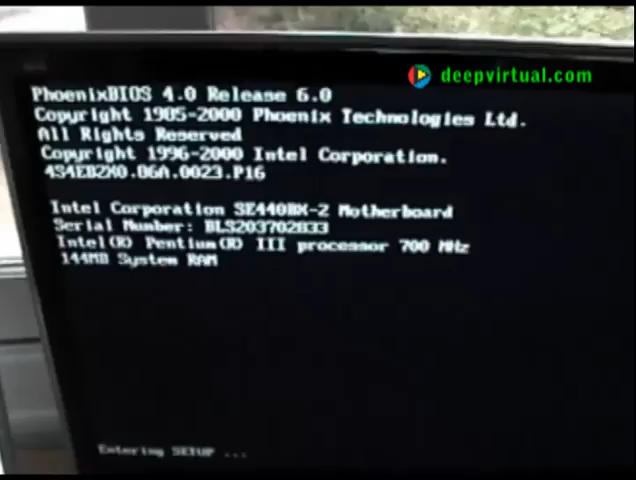 deepvirtual.com
PhoenixBIOS 4.0 Release 6.0
Copyright 1985-2000 Phoenix Technologies Ltd.
All Rights Reserved
Copyright 1996-2000 Intel Corporation.
4S4EB2X0.86A.0023.P16
Intel Corporation SE440BX-2 Motherboard
Serial Number: BLS203702833
Intel(R) Pentium(R) III processor 700 MHz
144MB System RAM
Entering SETUP ...